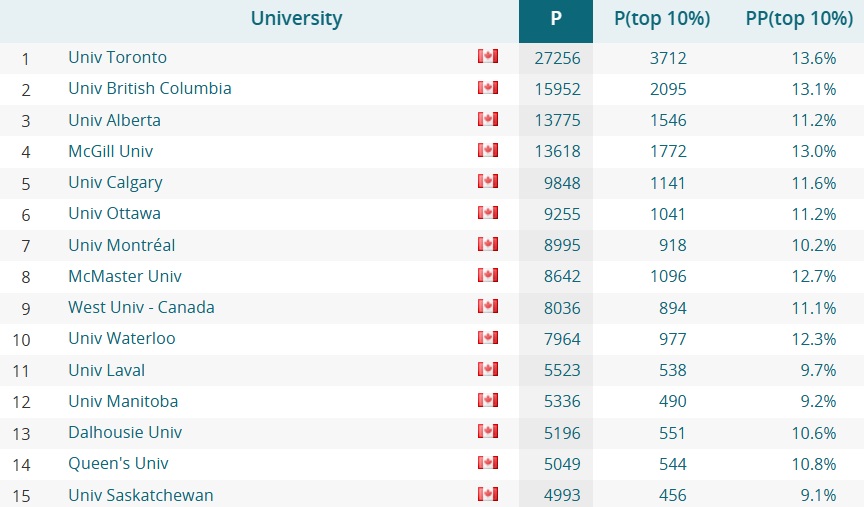 University P P(top 10%) PP(top 10%)
1 Univ Toronto 27256 3712 13.6%
2 Univ British Columbia 15952 2095 13.1%
3 Univ Alberta 13775 1546 11.2%
4 McGill Univ 13618 1772 13.0%
5 Univ Calgary 9848 1141 11.6%
6 Univ Ottawa 9255 1041 11.2%
7 Univ Montréal 8995 918 10.2%
8 McMaster Univ 8642 1096 12.7%
9 West Univ - Canada 8036 894 11.1%
10 Univ Waterloo 7964 977 12.3%
11 Univ Laval 5523 538 9.7%
12 Univ Manitoba 5336 490 9.2%
13 Dalhousie Univ 5196 551 10.6%
14 Queen's Univ 5049 544 10.8%
15 Univ Saskatchewan 4993 456 9.1%